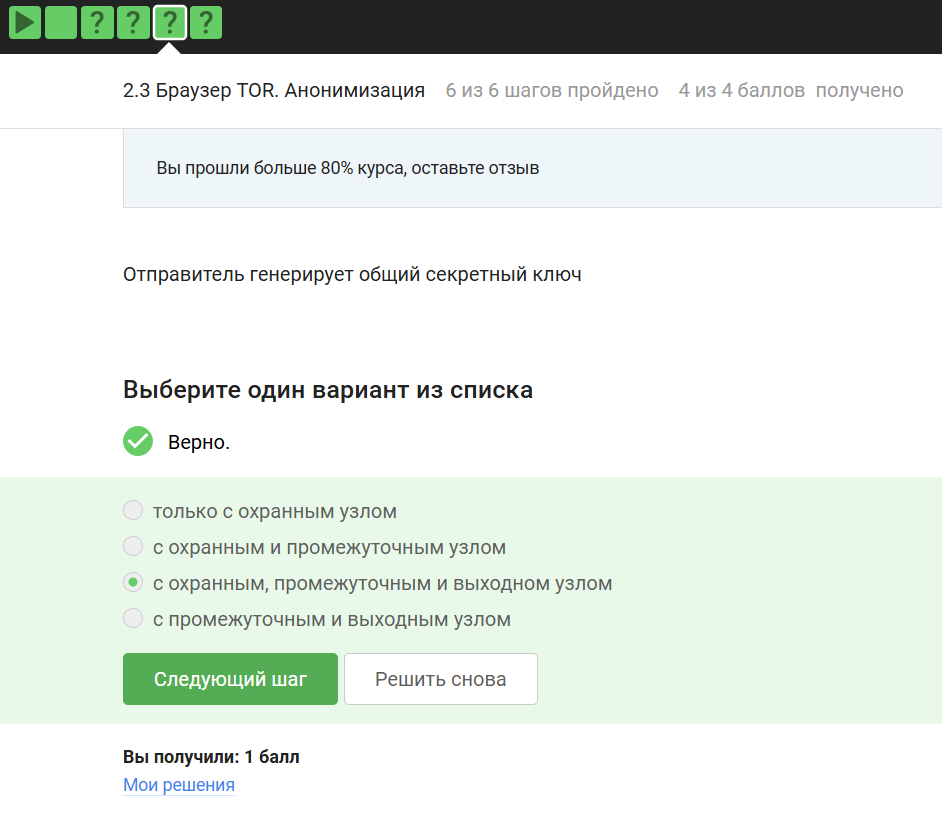 ? ? ? ?
2.3 Браузер TOR. Анонимизация 6 из 6 шагов пройдено 4 из 4 баллов получено
Вы прошли больше 80% курса, оставьте отзыв
Отправитель генерирует общий секретный ключ
Выберите один вариант из списка
Верно.
только с охранным узлом
с охранным и промежуточным узлом
с охранным, промежуточным и выходном узлом
с промежуточным и выходным узлом
Следующий шаг Решить снова
Вы получили: 1 балл
Мои решения